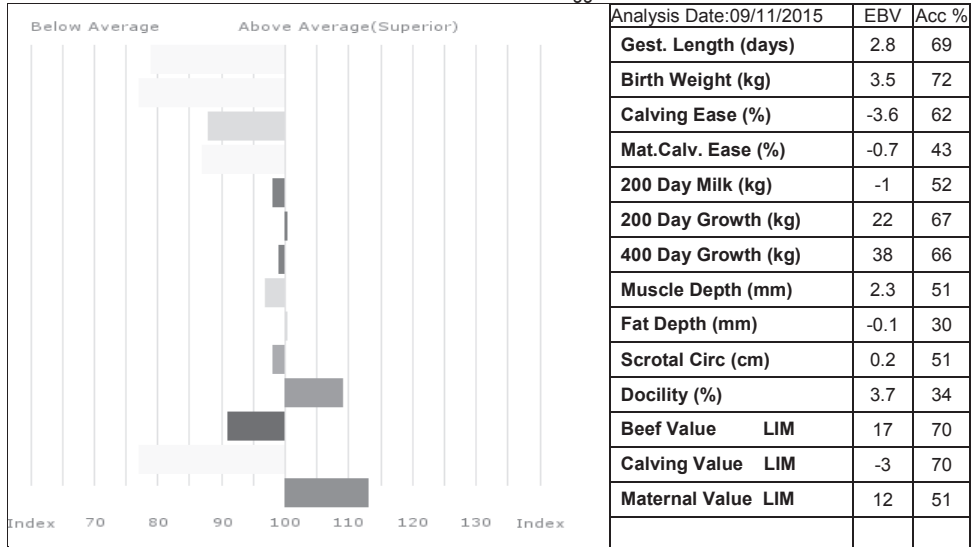 Below Average Above Average(Superior)
Index 70 80 90 100 110 120 130 Index
Analysis Date:09/11/2015 EBV Acc %
Gest. Length (days) 2.8 69
Birth Weight (kg) 3.5 72
Calving Ease (%) -3.6 62
Mat.Calv. Ease (%) -0.7 43
200 Day Milk (kg) -1 52
200 Day Growth (kg) 22 67
400 Day Growth (kg) 38 66
Muscle Depth (mm) 2.3 51
Fat Depth (mm) -0.1 30
Scrotal Circ (cm) 0.2 51
Docility (%) 3.7 34
Beef Value LIM 17 70
Calving Value LIM -3 70
Maternal Value LIM 12 51